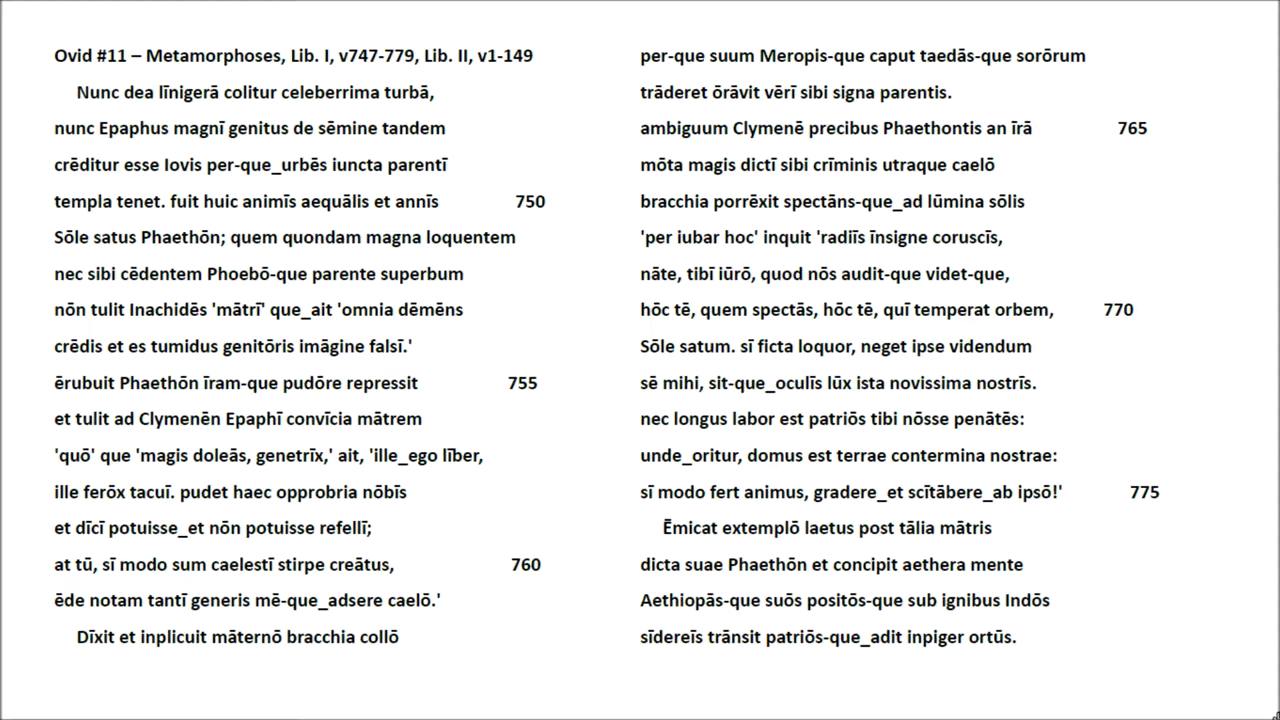 Ovid #11 – Metamorphoses, Lib. I, v747-779, Lib. II, v1-149
Nunc dea līnigerā colitur celeberrima turbā,
nunc Epaphus magnī genitus de sēmine tandem
crēditur esse Iovis per-que_urbēs iuncta parentī
templa tenet. fuit huic animīs aequālis et annīs 750
Sōle satus Phaethōn; quem quondam magna loquentem
nec sibi cēdentem Phoebō-que parente superbum
nōn tulit Inachidēs 'mātrī' que_ait 'omnia dēmēns
crēdis et es tumidus genitōris imāgine falsī.'
ērubuit Phaethōn īram-que pudōre repressit 755
et tulit ad Clymenēn Epaphī convīcia mātrem
'quō' que 'magis doleās, genetrīx,' ait, 'ille_ego līber,
ille ferōx tacuī. pudet haec opprobria nōbīs
et dīcī potuisse_et nōn potuisse refellī;
at tū, sī modo sum caelestī stirpe creātus, 760
ēde notam tantī generis mē-que_adsere caelō.'
Dīxit et inplicuit māternō bracchia collō
per-que suum Meropis-que caput taedās-que sorōrum
trāderet ōrāvit vērī sibi signa parentis.
ambiguum Clymenē precibus Phaethontis an īrā 765
mōta magis dictī sibi crīminis utraque caelō
bracchia porrēxit spectāns-que_ad lūmina sōlis
'per iubar hoc' inquit 'radiīs īnsigne coruscīs,
nāte, tibī iūrō, quod nōs audit-que videt-que,
hōc tē, quem spectās, hōc tē, quī temperat orbem, 770
Sōle satum. sī ficta loquor, neget ipse videndum
sē mihi, sit-que_oculīs lūx ista novissima nostrīs.
nec longus labor est patriōs tibi nōsse penātēs:
unde_oritur, domus est terrae contermina nostrae:
sī modo fert animus, gradere_et scītābere_ab ipsō!' 775
Ēmicat extemplō laetus post tālia mātris
dicta suae Phaethōn et concipit aethera mente
Aethiopās-que suōs positōs-que sub ignibus Indōs
sīdereīs trānsit patriōs-que_adit inpiger ortūs.